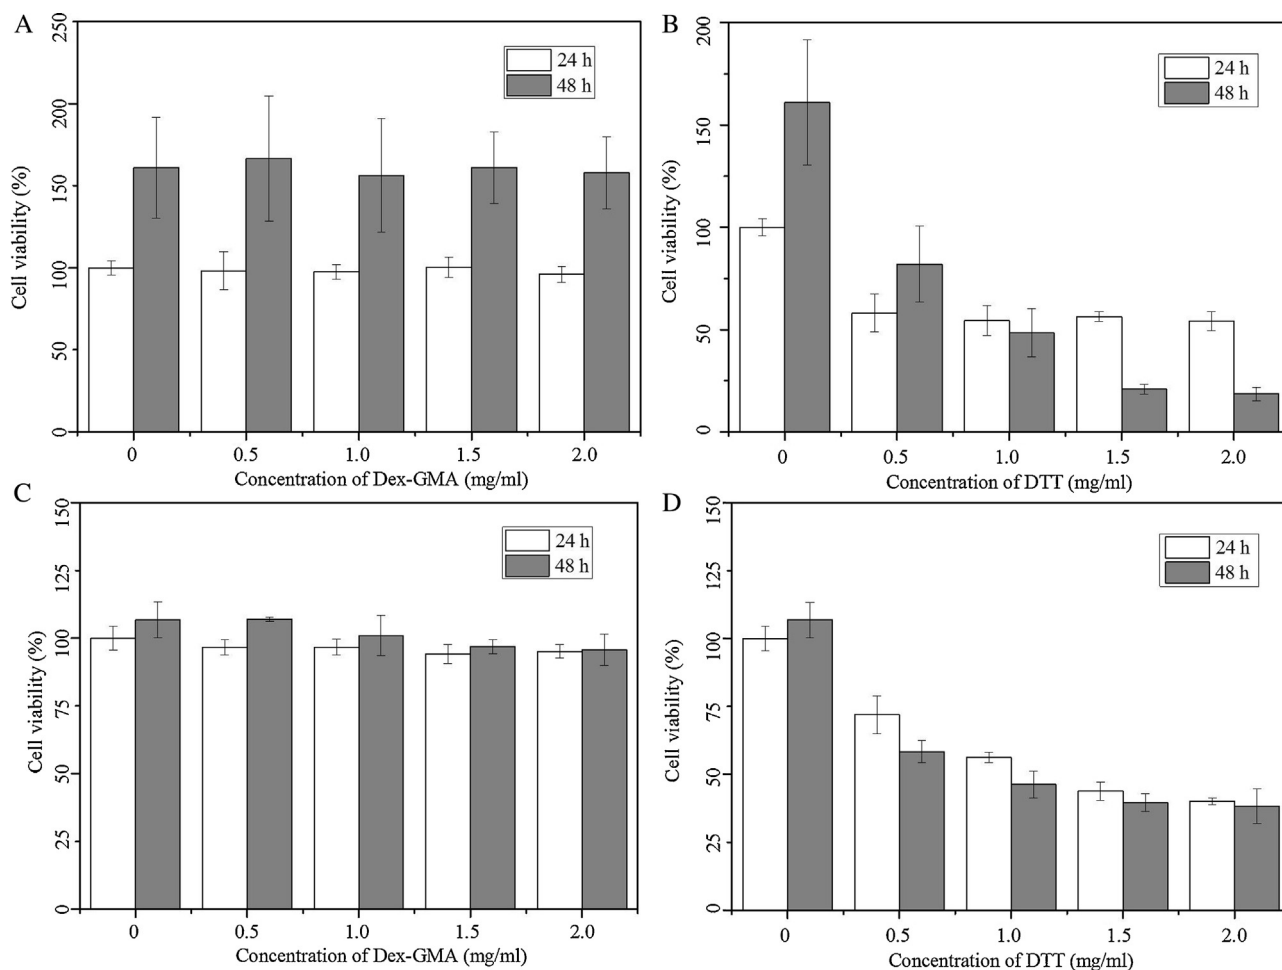 A
250
200
150
100
50
0
Cell viability (%)
24 h
48 h
0 0.5 1.0 1.5 2.0
Concentration of Dex-GMA (mg/ml)
B
200
150
100
50
0
Cell viability (%)
24 h
48 h
0 0.5 1.0 1.5 2.0
Concentration of DTT (mg/ml)
C
150
125
100
75
50
25
0
Cell viability (%)
24 h
48 h
0 0.5 1.0 1.5 2.0
Concentration of Dex-GMA (mg/ml)
D
150
125
100
75
50
25
0
Cell viability (%)
24 h
48 h
0 0.5 1.0 1.5 2.0
Concentration of DTT (mg/ml)